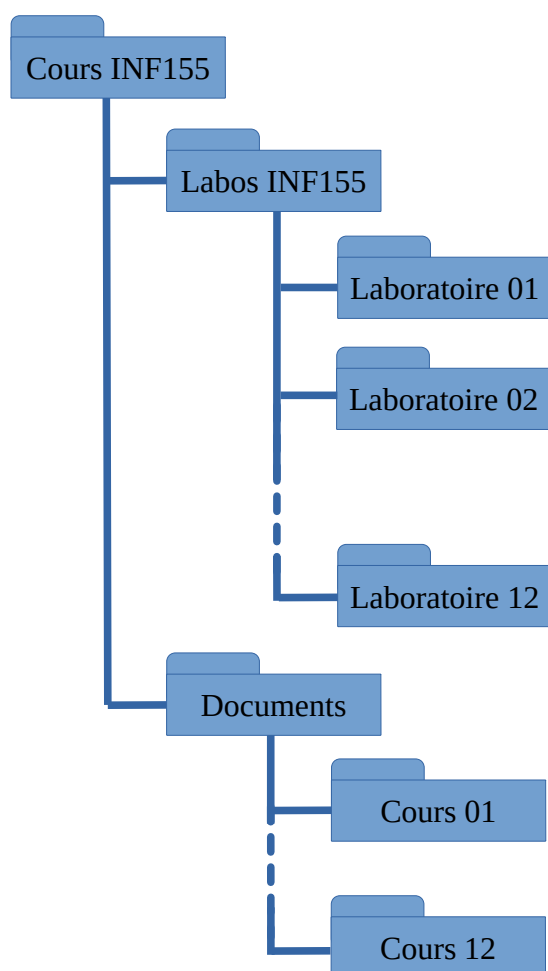 Cours INF155
Labos INF155
Laboratoire 01
Laboratoire 02
Laboratoire 12
Documents
Cours 01
Cours 12